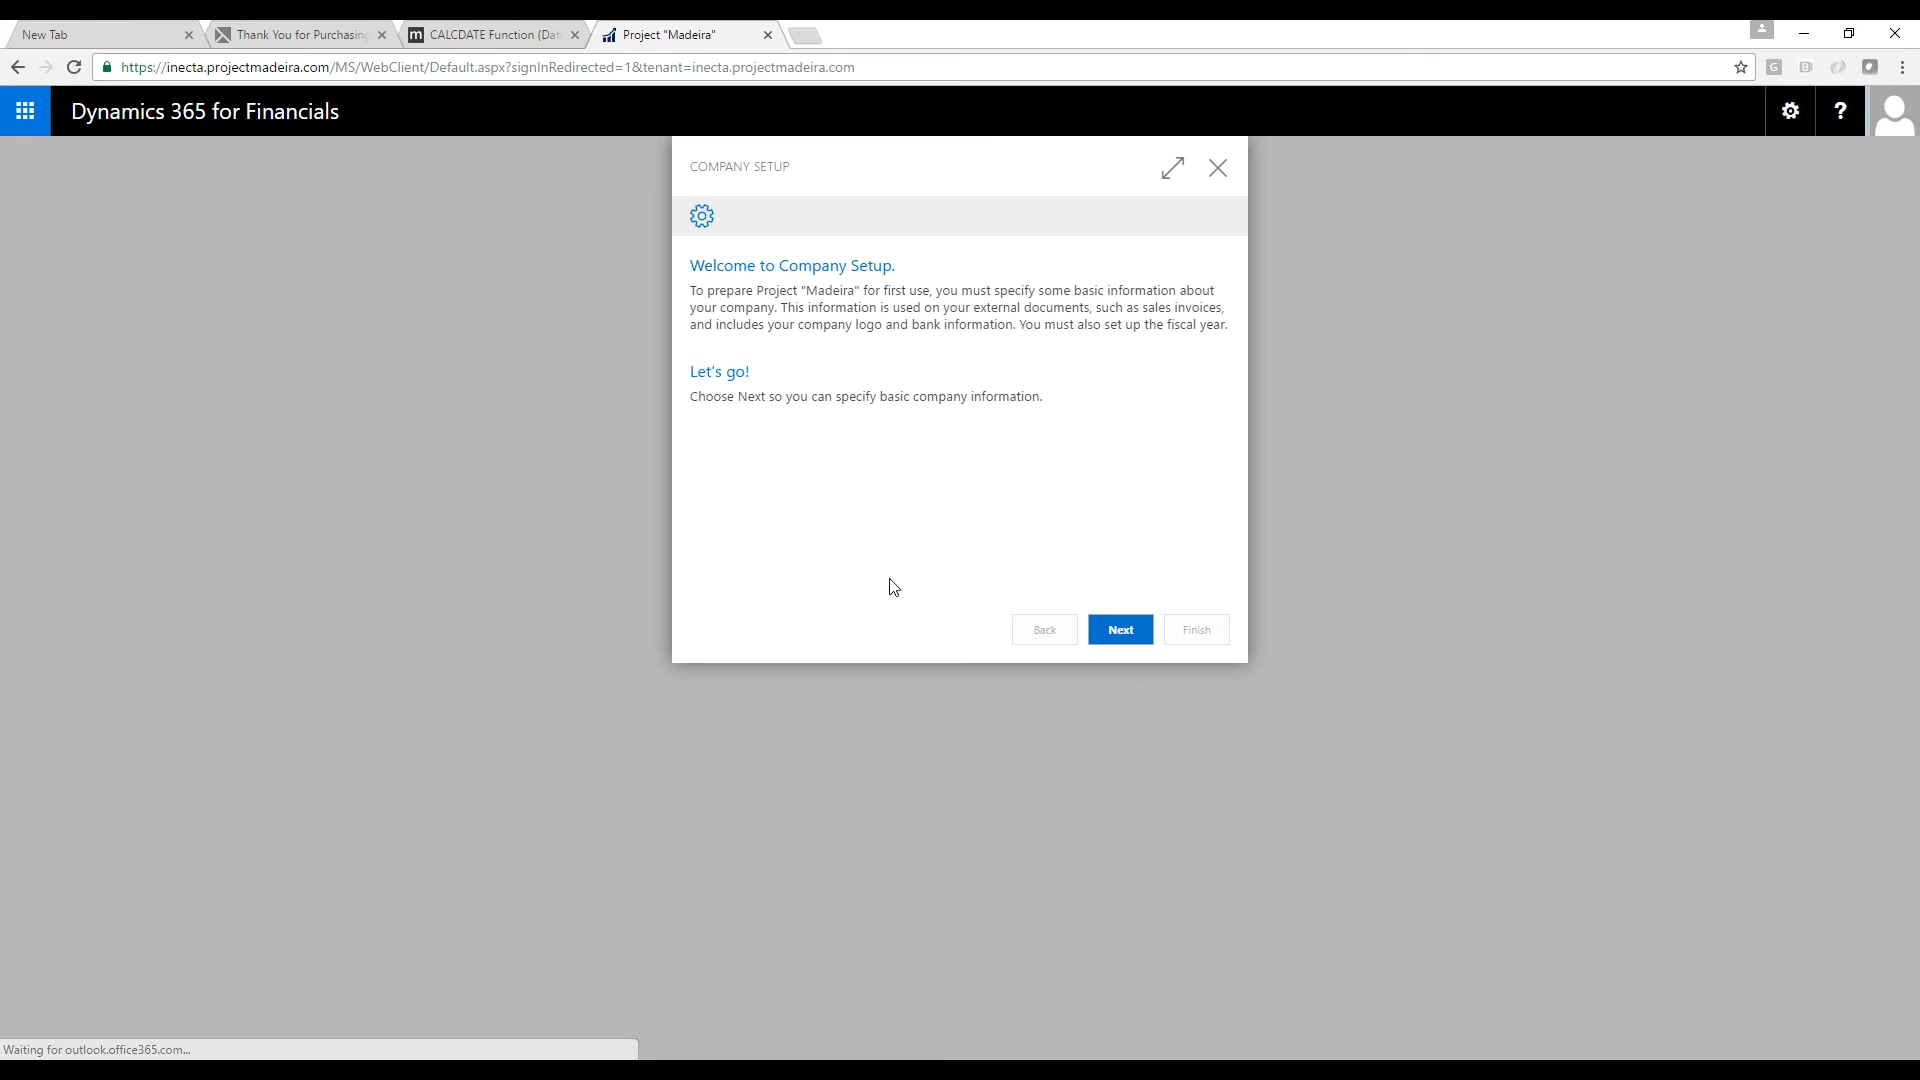 New Tab
Thank You for Purchasing
CALCDATE Function (Dat
Project "Madeira"
https://inecta.projectmadeira.com/MS/WebClient/Default.aspx?signInRedirected=1&tenant=inecta.projectmadeira.com
Dynamics 365 for Financials
?
COMPANY SETUP
Welcome to Company Setup.
To prepare Project "Madeira" for first use, you must specify some basic information about
your company. This information is used on your external documents, such as sales invoices,
and includes your company logo and bank information. You must also set up the fiscal year.
Let's go!
Choose Next so you can specify basic company information.
Back
Next
Finish
Waiting for outlook.office365.com...